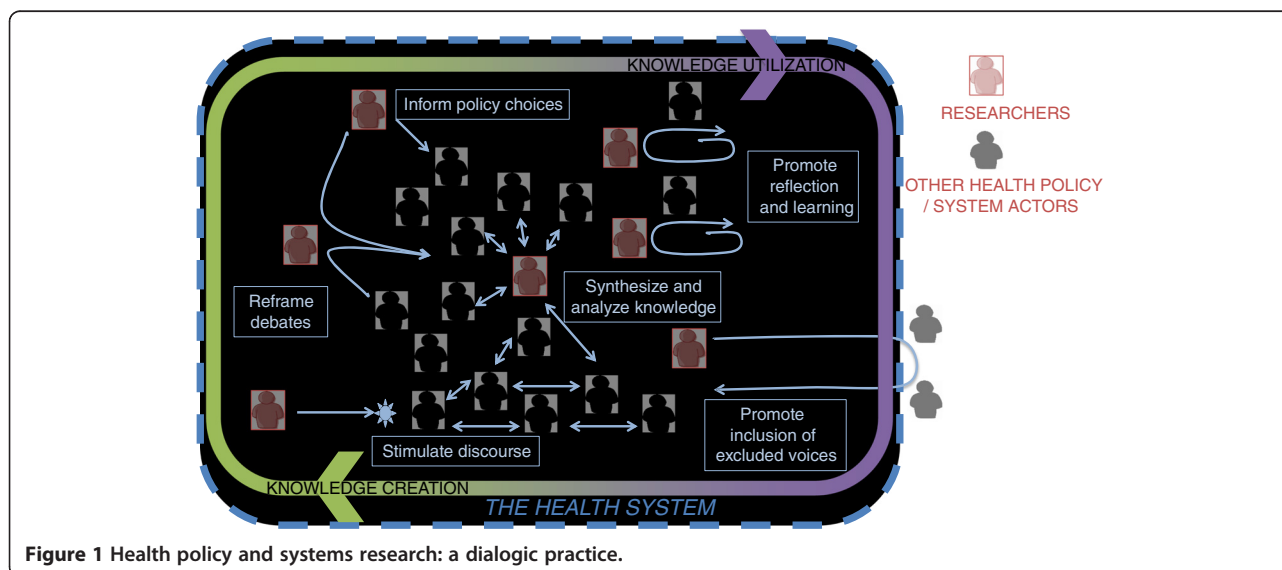 KNOWLEDGE UTILIZATION
Inform policy choices
RESEARCHERS
Promote
reflection
and learning
OTHER HEALTH POLICY
/ SYSTEM ACTORS
Reframe
debates
Synthesize and
analyze knowledge
Promote
inclusion of
excluded voices
Stimulate discourse
KNOWLEDGE CREATION
THE HEALTH SYSTEM
Figure 1 Health policy and systems research: a dialogic practice.